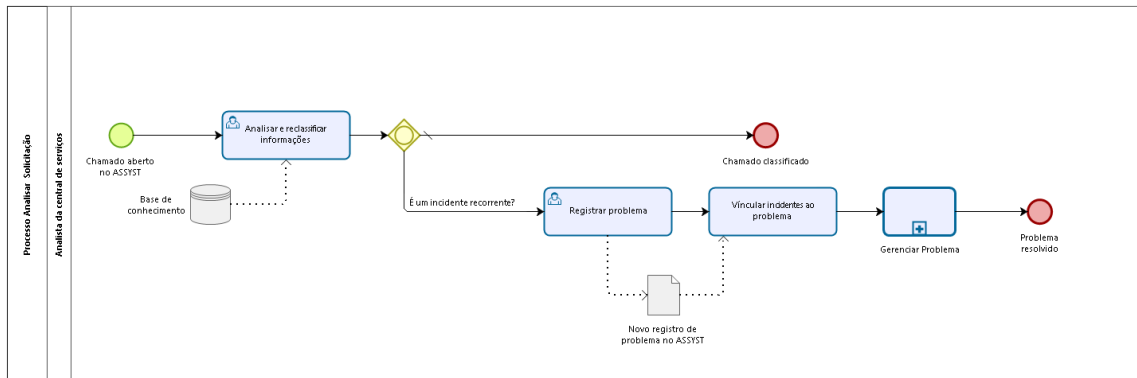 Processo Analisar Solicitação
Analista da central de serviços
Chamado aberto
no ASSYST
Analisar e reclassificar
informações
Base de
conhecimento
Chamado classificado
É um incidente recorrente?
Registrar problema
Víncular incidentes ao
problema
Gerenciar Problema
Problema
resolvido
Novo registro de
problema no ASSYST